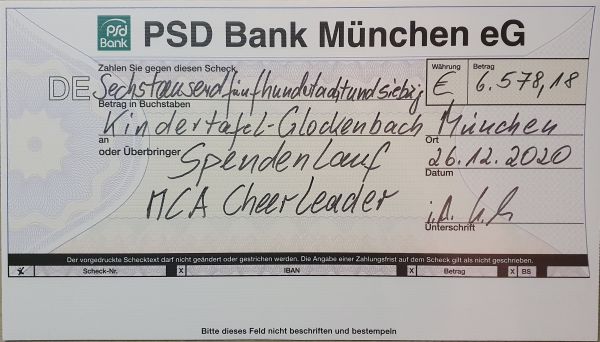 psd Bank PSD Bank München eG
Zahlen Sie gegen diesen Scheck Währung Betrag
DE Sechstausendfünfhundertachtundsiebzig € 6.578,18
Betrag in Buchstaben
Kindertafel-Glockenbach München
an Ort
oder Überbringer Spendenlauf 26.12.2020
Datum
MCA Cheerleader
Unterschrift
Der vorgedruckte Schecktext darf nicht geändert oder gestrichen werden. Die Angabe einer Zahlungsfrist auf dem Scheck gilt als nicht geschrieben.
X Scheck-Nr. X IBAN X Betrag X BS
Bitte dieses Feld nicht beschriften und bestempeln